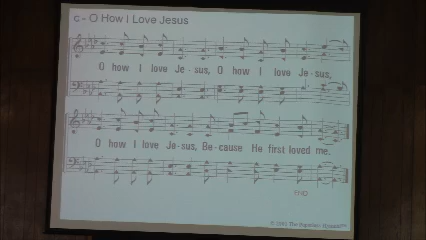 c - O How I Love Jesus
O how I love Je - sus, O how I love Je - sus,
O how I love Je - sus, Be - cause He first loved me.
END